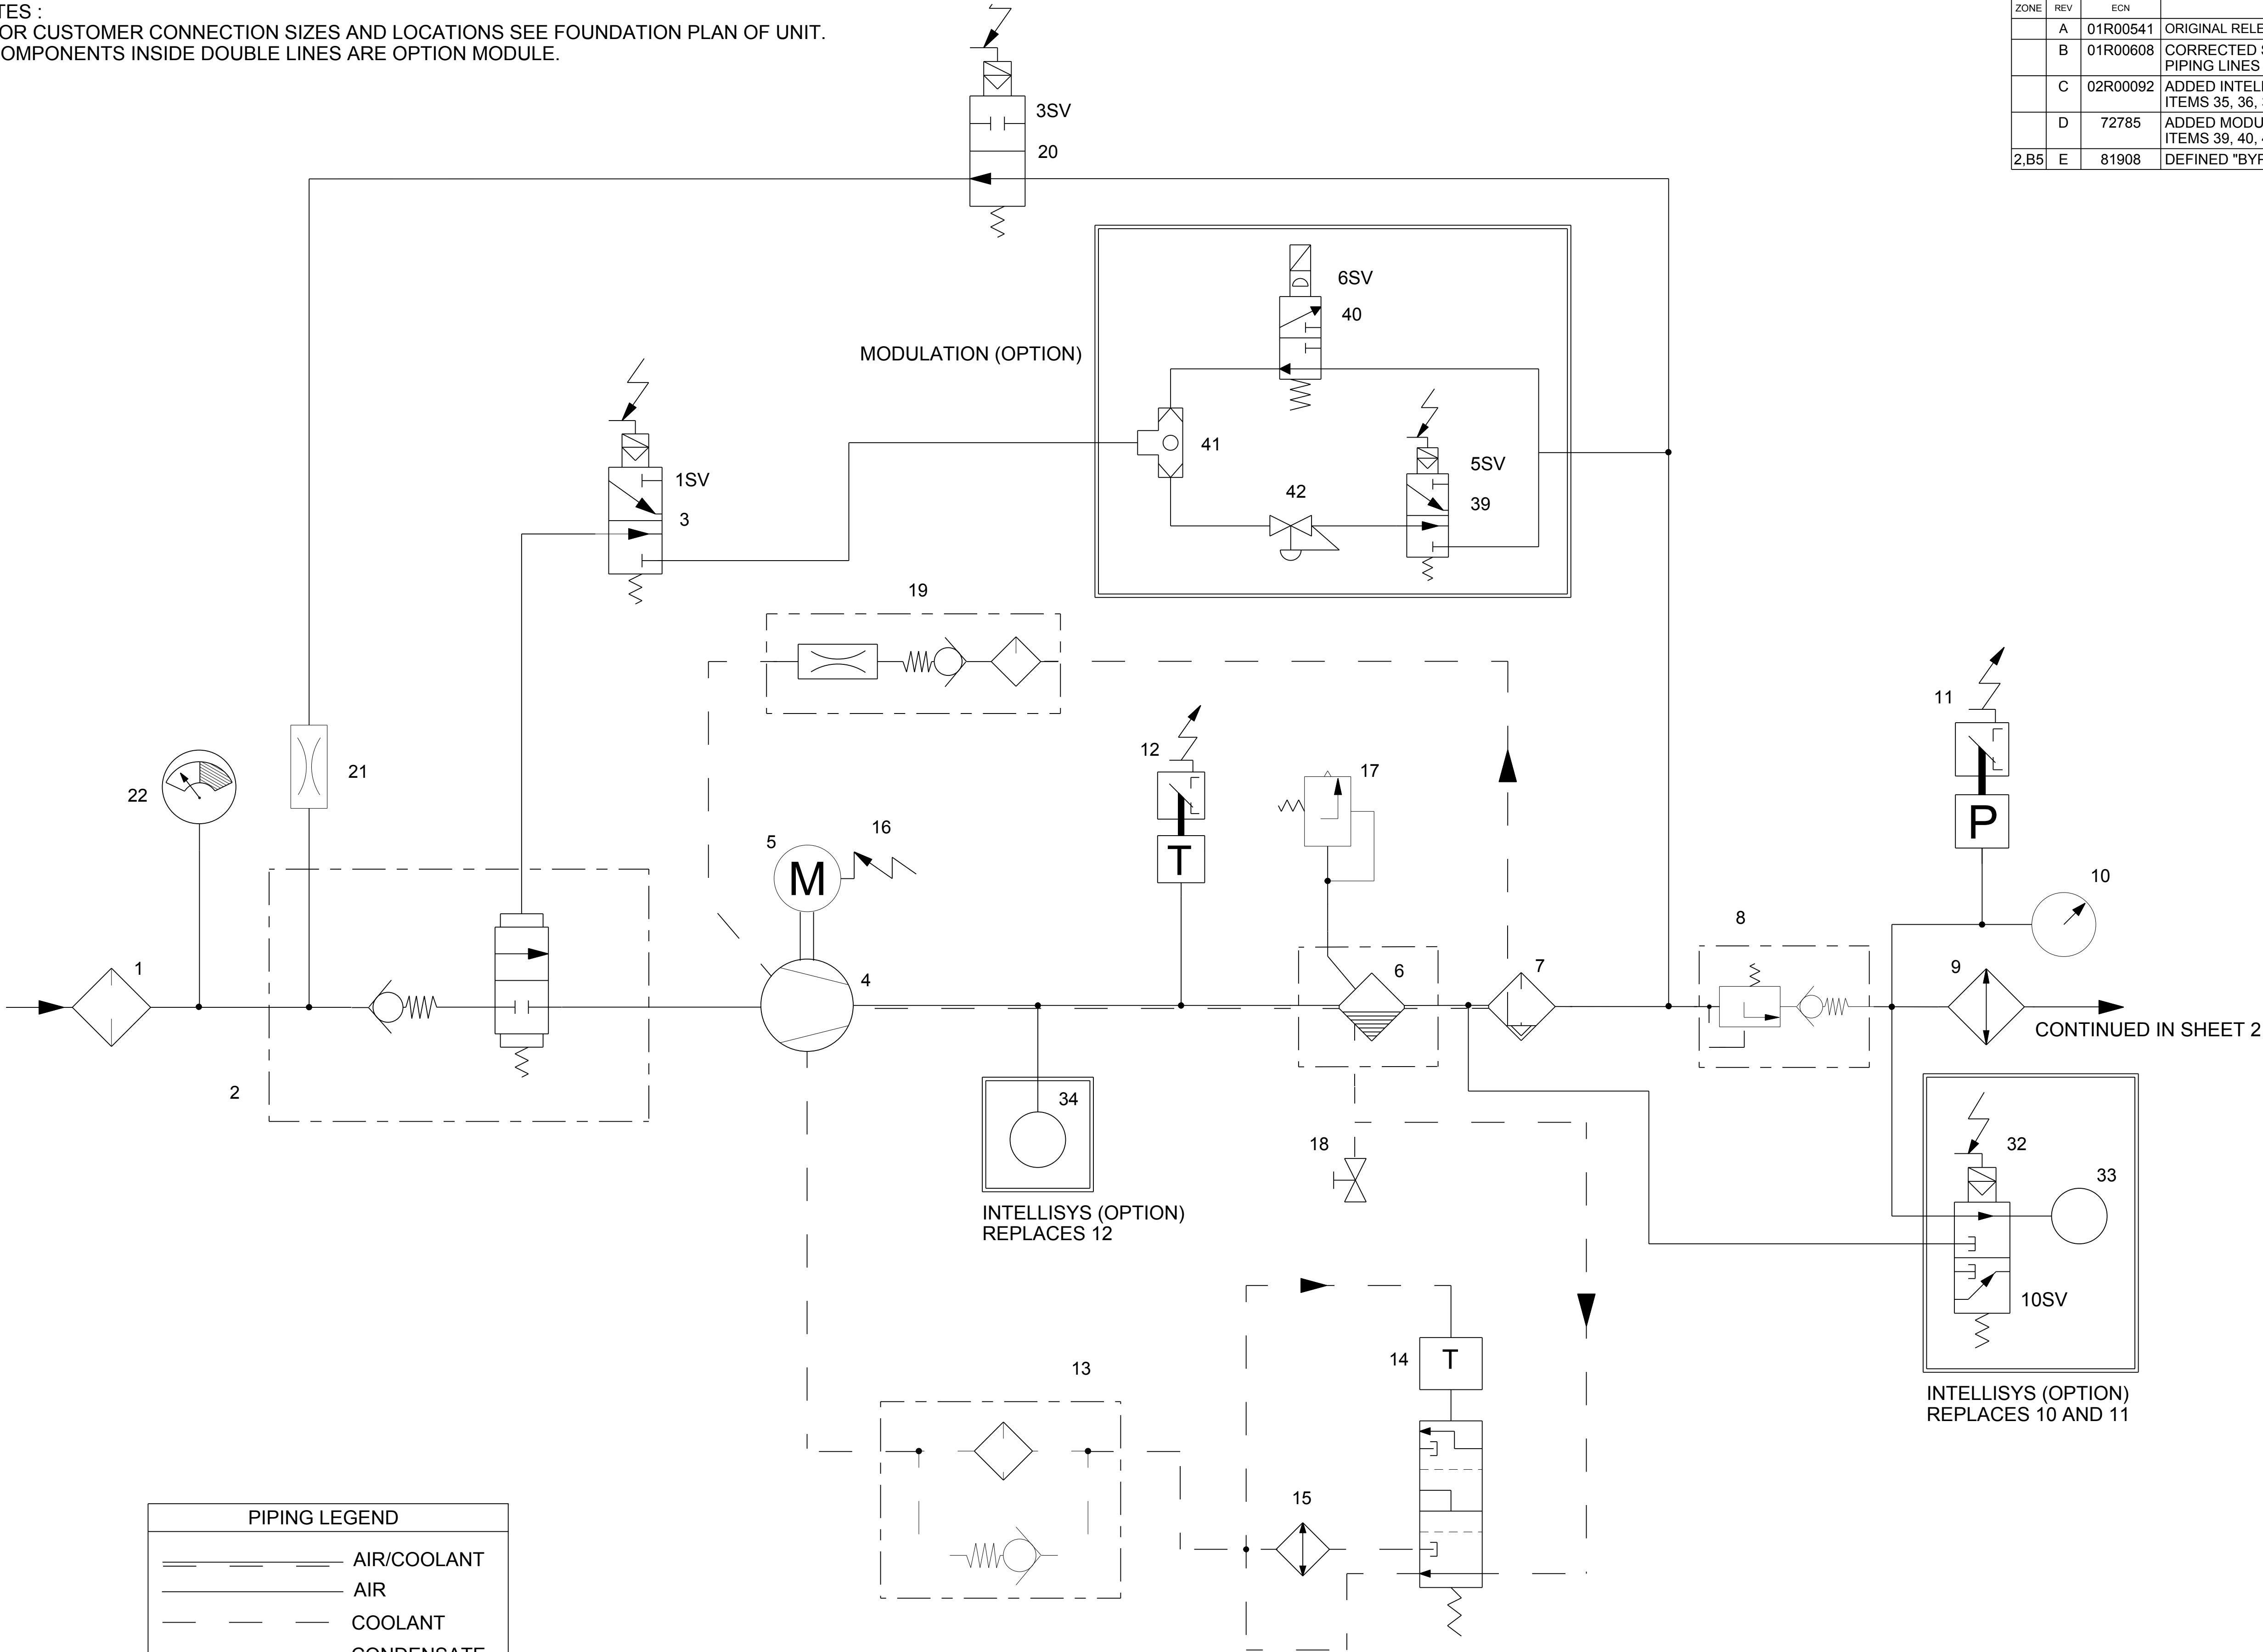 TES :
OR CUSTOMER CONNECTION SIZES AND LOCATIONS SEE FOUNDATION PLAN OF UNIT.
OMPONENTS INSIDE DOUBLE LINES ARE OPTION MODULE.
ZONE REV ECN
A 01R00541 ORIGINAL RELE
B 01R00608 CORRECTED
PIPING LINES
C 02R00092 ADDED INTELL
ITEMS 35, 36,
D 72785 ADDED MODU
ITEMS 39, 40,
2,B5 E 81908 DEFINED "BYP
3SV
20
6SV
40
MODULATION (OPTION)
41
5SV
42
39
1SV
3
19
11
12
17
21
22
P
5
16
M
T
10
8
1
4
6
7
9
CONTINUED IN SHEET 2
2
34
18
32
33
INTELLISYS (OPTION)
REPLACES 12
10SV
13
14
T
INTELLISYS (OPTION)
REPLACES 10 AND 11
15
PIPING LEGEND
AIR/COOLANT
AIR
COOLANT
CONDENSATE